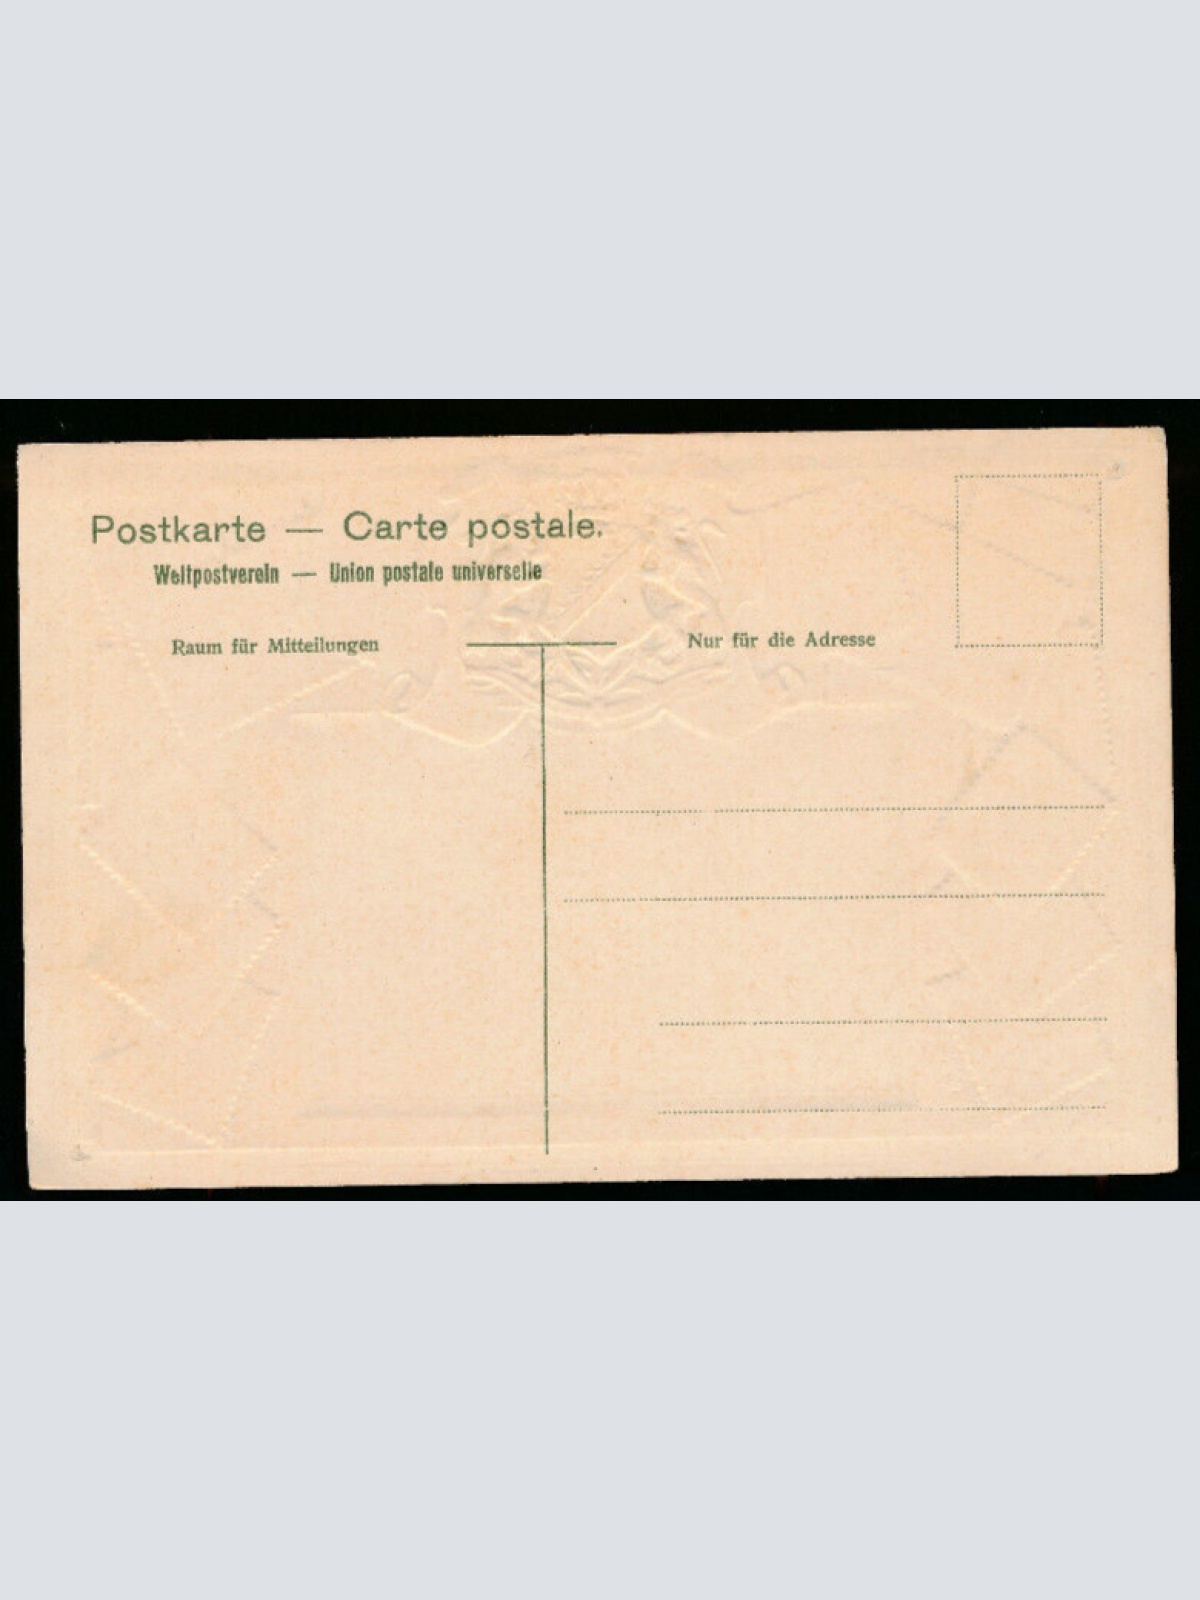 Postkarte — Carte postale.
Weltpostverein — Union postale universelle
Raum für Mitteilungen
Nur für die Adresse